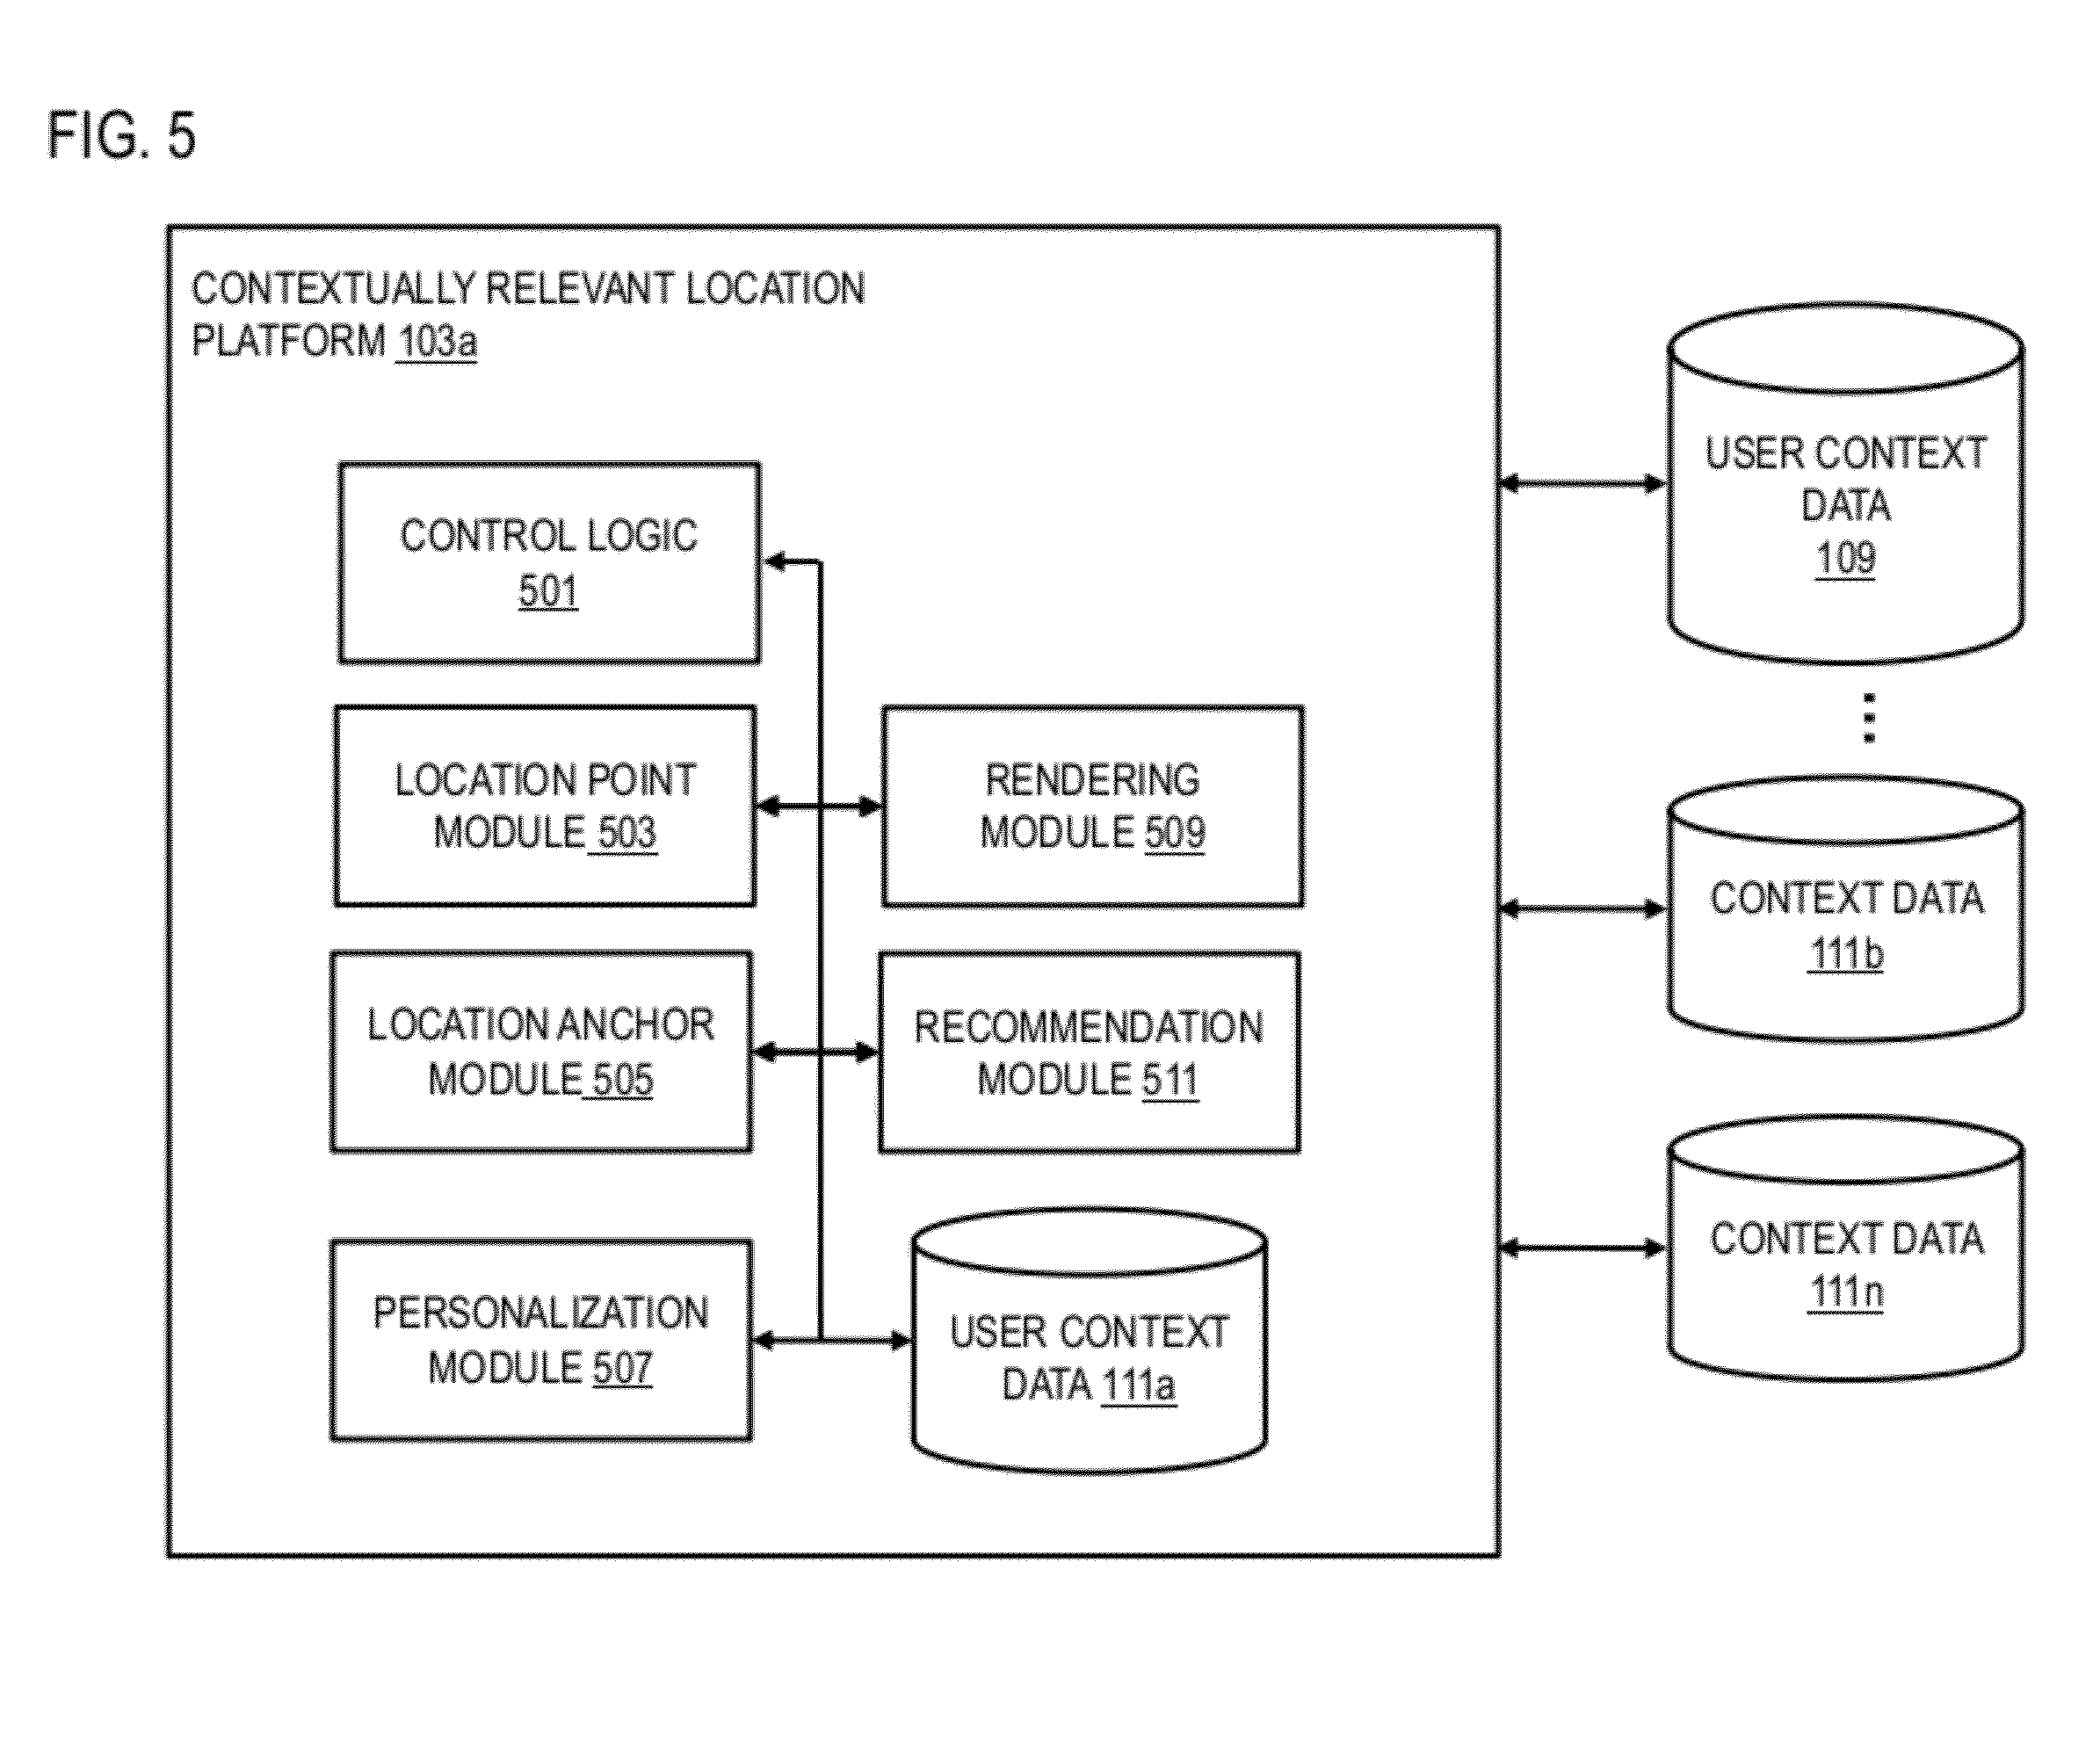 FIG. 5
CONTEXTUALLY RELEVANT LOCATION
PLATFORM 103a
CONTROL LOGIC
501
LOCATION POINT
MODULE 503
RENDERING
MODULE 509
LOCATION ANCHOR
MODULE 505
RECOMMENDATION
MODULE 511
PERSONALIZATION
MODULE 507
USER CONTEXT
DATA 111a
USER CONTEXT
DATA
109
CONTEXT DATA
111b
CONTEXT DATA
111n